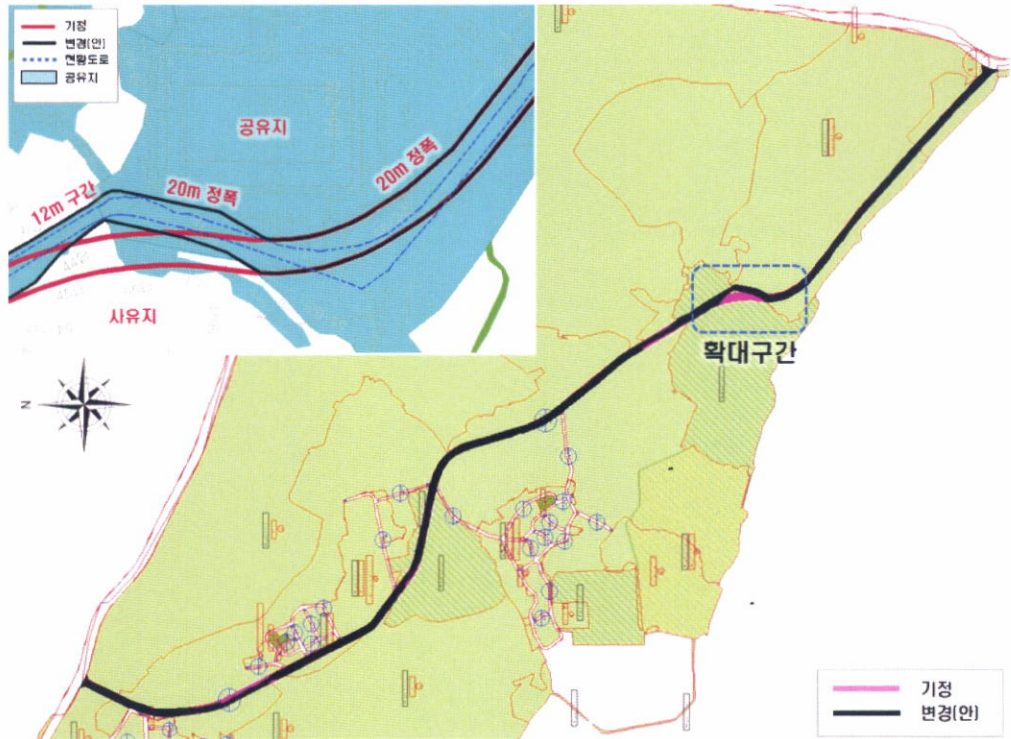 기정
변경(안)
현황도로
공유지
공유지
12m 구간
20m 정폭
20m 정폭
사유지
확대구간
N
기정
변경(안)